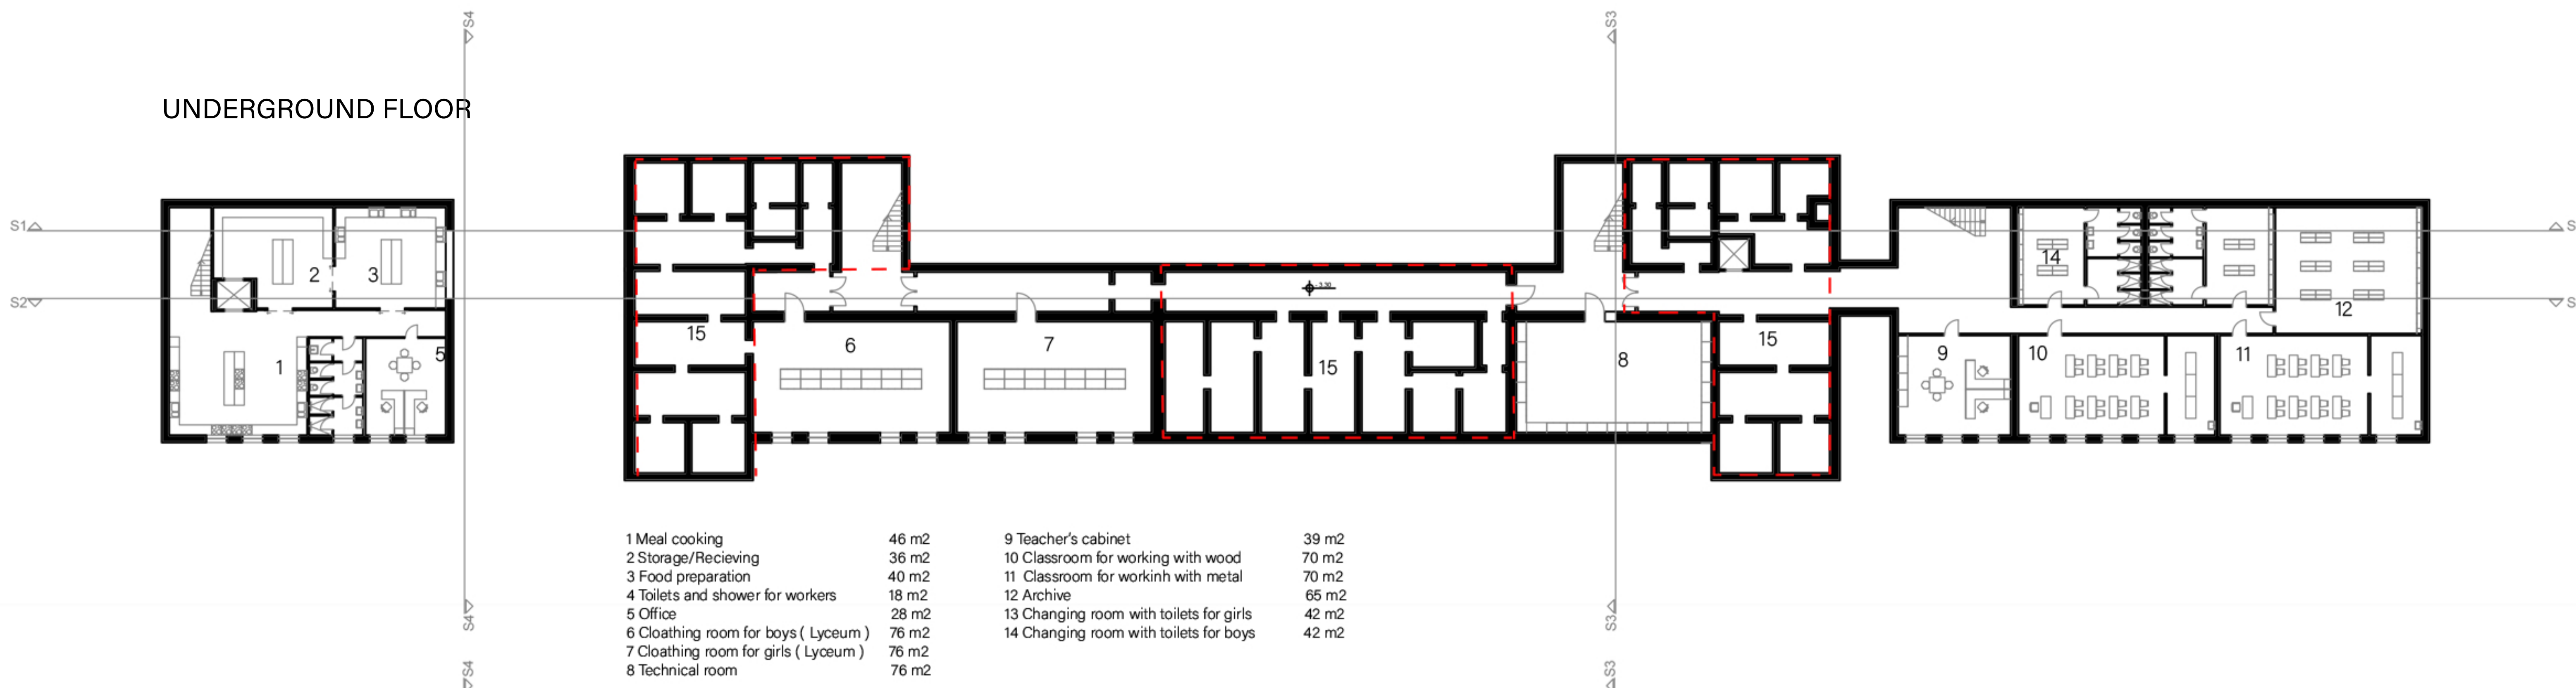 S4
S3
UNDERGROUND FLOOR
S1
S
2
3
14
12
- 3.30
S2
S
15
6
7
15
8
15
1
5
9
10
11
1 Meal cooking 46 m2
2 Storage/Recieving 36 m2
3 Food preparation 40 m2
4 Toilets and shower for workers 18 m2
5 Office 28 m2
6 Cloathing room for boys ( Lyceum ) 76 m2
7 Cloathing room for girls ( Lyceum ) 76 m2
8 Technical room 76 m2
9 Teacher's cabinet 39 m2
10 Classroom for working with wood 70 m2
11 Classroom for workinh with metal 70 m2
12 Archive 65 m2
13 Changing room with toilets for girls 42 m2
14 Changing room with toilets for boys 42 m2
S4
S3
S4
S3